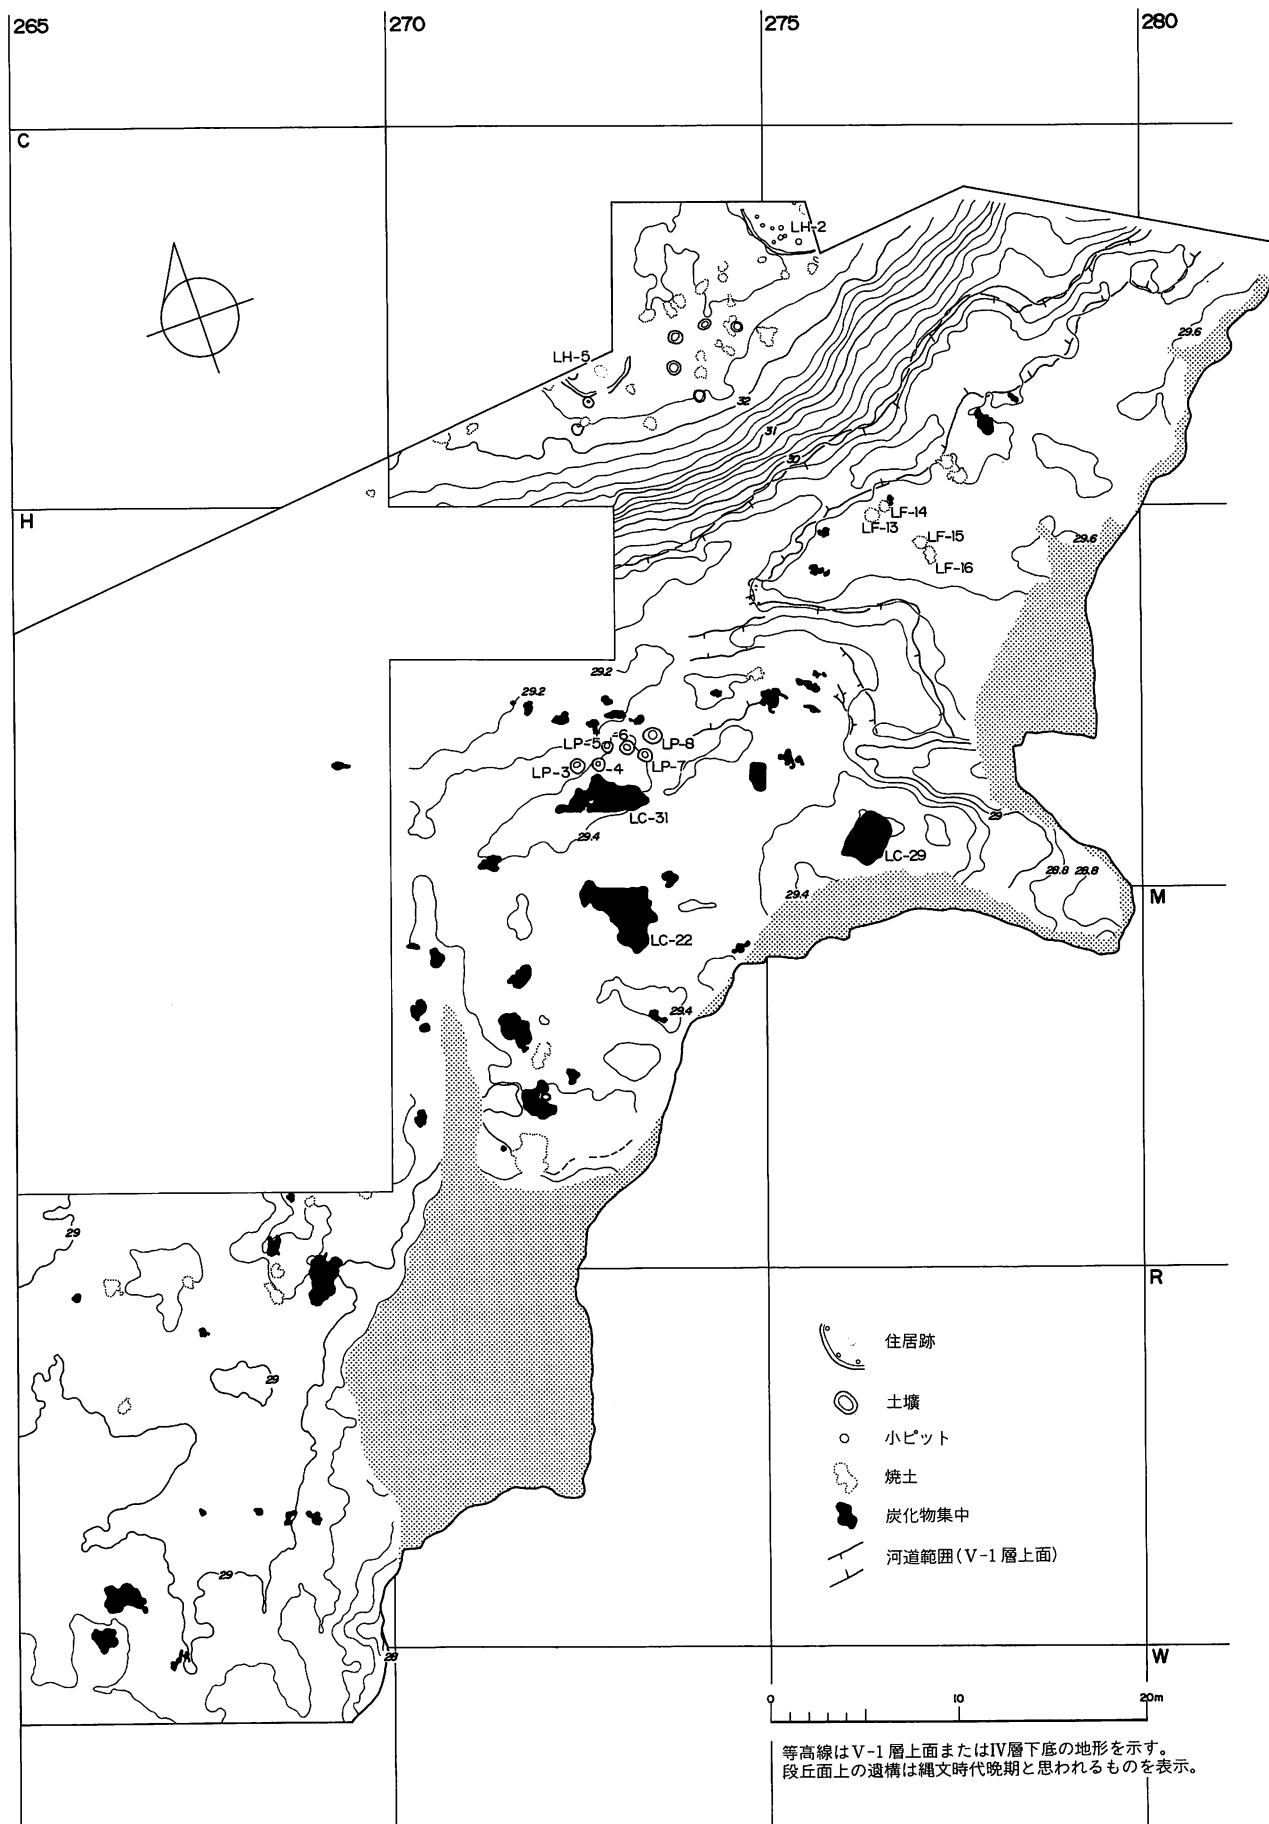 265
270
275
280
C
LH-2
29.6
LH-5
32
31
30
H
LF-14
LF-13
LF-15
LF-16
29.6
29.2
29.2
-6
LP-5
LP-8
LP-3
-4
LP-7
LC-31
29.4
29
LC-29
28.8
28.8
29.4
M
LC-22
29.4
29
R
29
29
28
W
住居跡
土壙
小ピット
焼土
炭化物集中
河道範囲(V-1層上面)
0 10 20m
等高線はV-1層上面またはIV層下底の地形を示す。
段丘面上の遺構は縄文時代晩期と思われるものを表示。